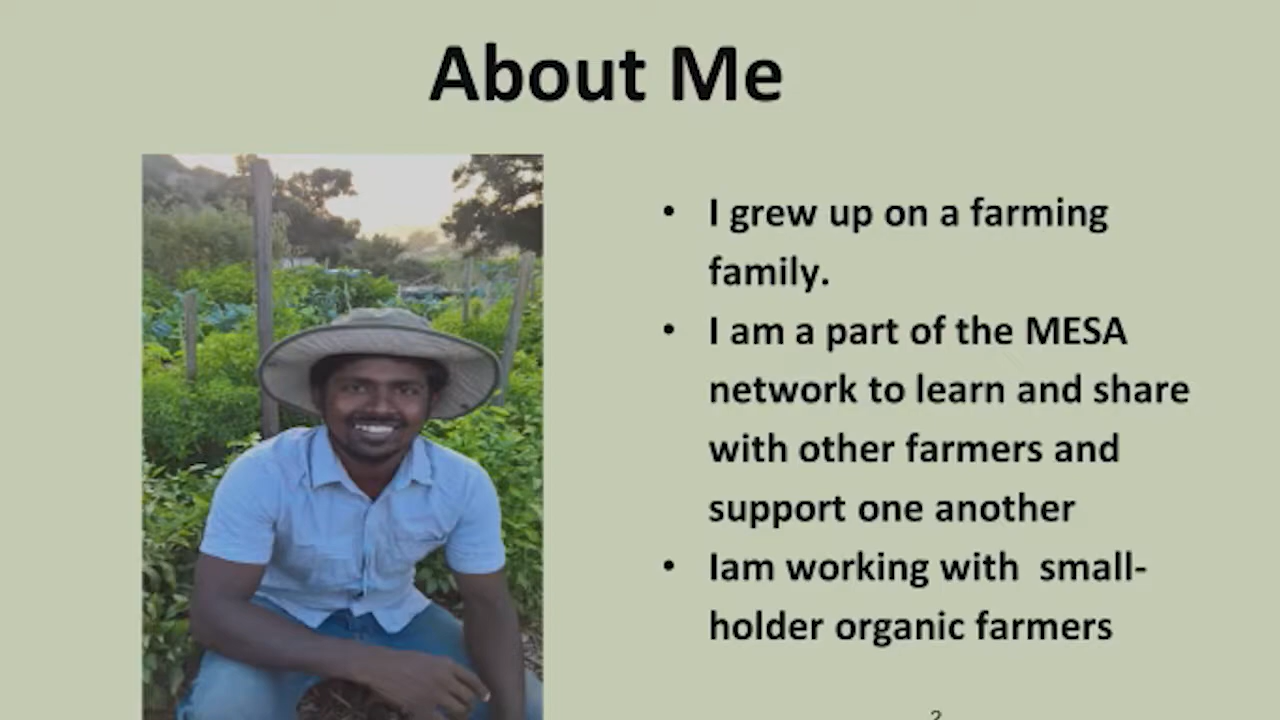 About Me
• I grew up on a farming
family.
• I am a part of the MESA
network to learn and share
with other farmers and
support one another
• Iam working with  small-
holder organic farmers
2